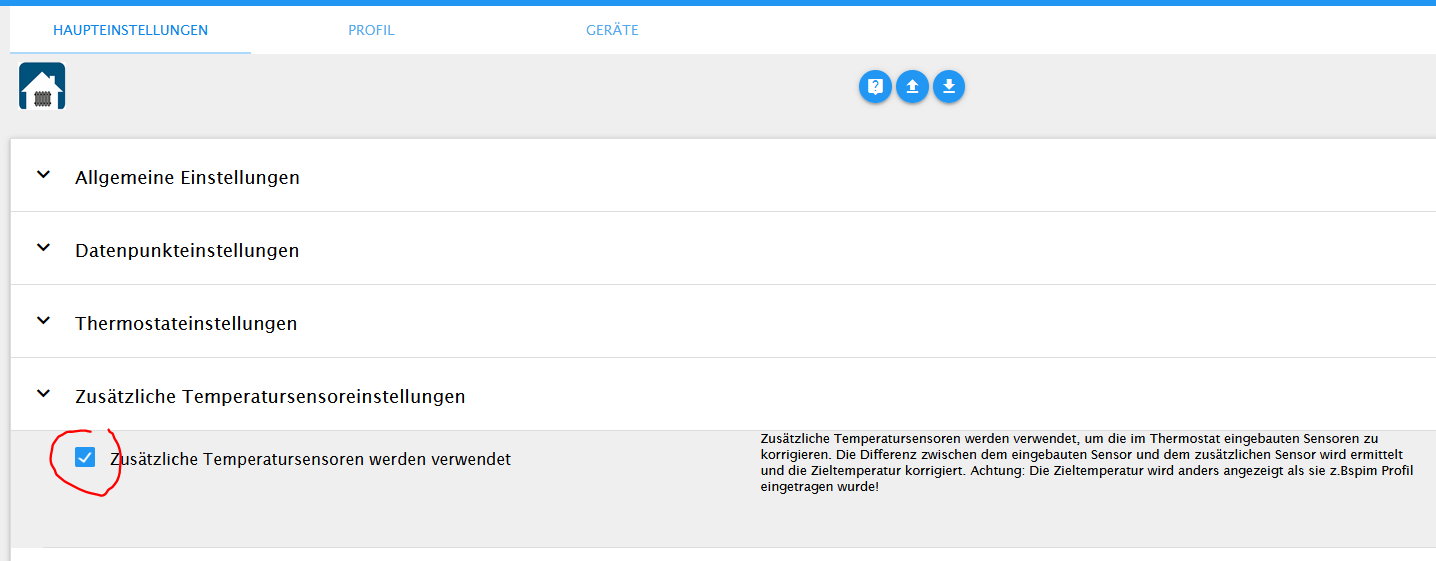 HAUPTEINSTELLUNGEN PROFIL GERÄTE
Allgemeine Einstellungen
Datenpunkteinstellungen
Thermostateinstellungen
Zusätzliche Temperatursensoreinstellungen
Zusätzliche Temperatursensoren werden verwendet
Zusätzliche Temperatursensoren werden verwendet, um die im Thermostat eingebauten Sensoren zu
korrigieren. Die Differenz zwischen dem eingebauten Sensor und dem zusätzlichen Sensor wird ermittelt
und die Zieltemperatur korrigiert. Achtung: Die Zieltemperatur wird anders angezeigt als sie z.Bspim Profil
eingetragen wurde!